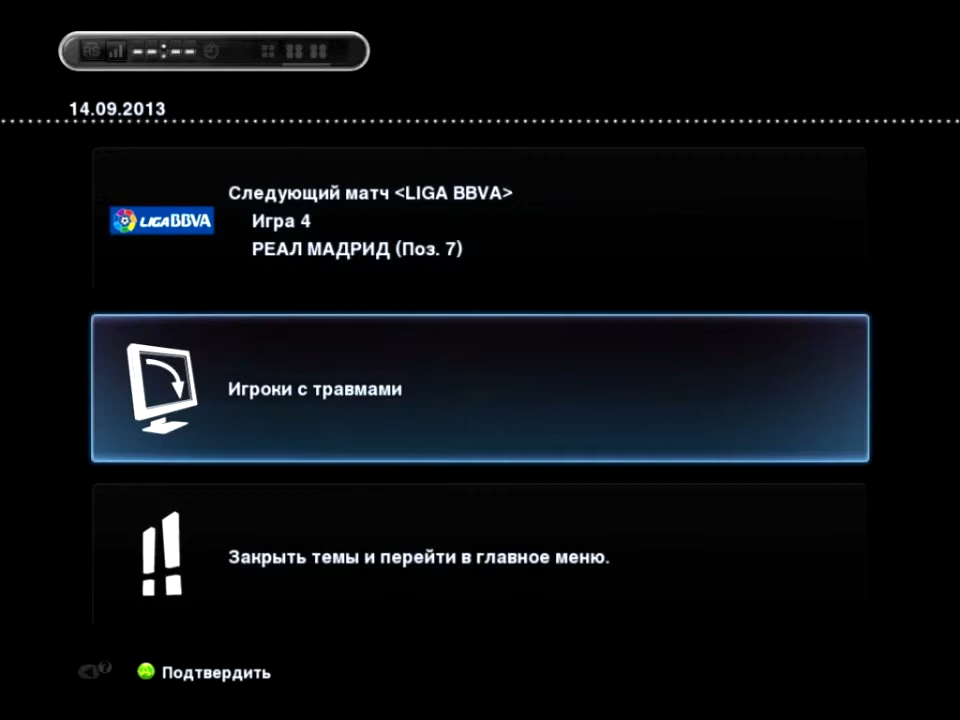 RS --:--
14.09.2013
Следующий матч <LIGA BBVA>
LIGA BBVA
Игра 4
РЕАЛ МАДРИД (Поз. 7)
Игроки с травмами
!!
Закрыть темы и перейти в главное меню.
? Подтвердить